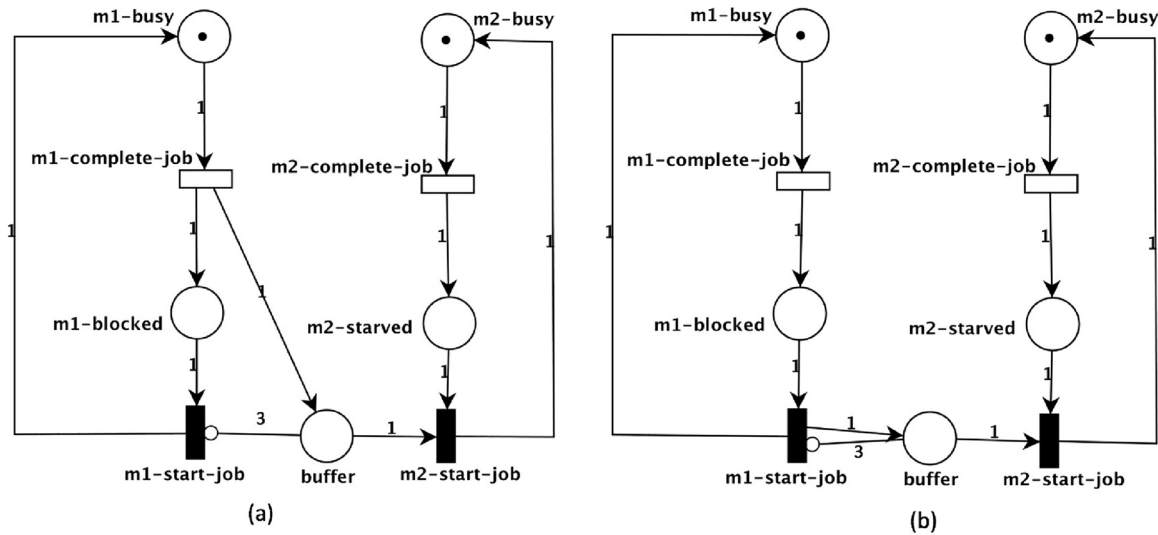 m1-busy
m2-busy
1
1
m1-complete-job
m2-complete-job
1
1
1
1
1
m1-blocked
m2-starved
1
1
3
1
m1-start-job
buffer
m2-start-job
(a)
m1-busy
m2-busy
1
1
m1-complete-job
m2-complete-job
1
1
1
1
m1-blocked
m2-starved
1
1
1
3
1
m1-start-job
buffer
m2-start-job
(b)